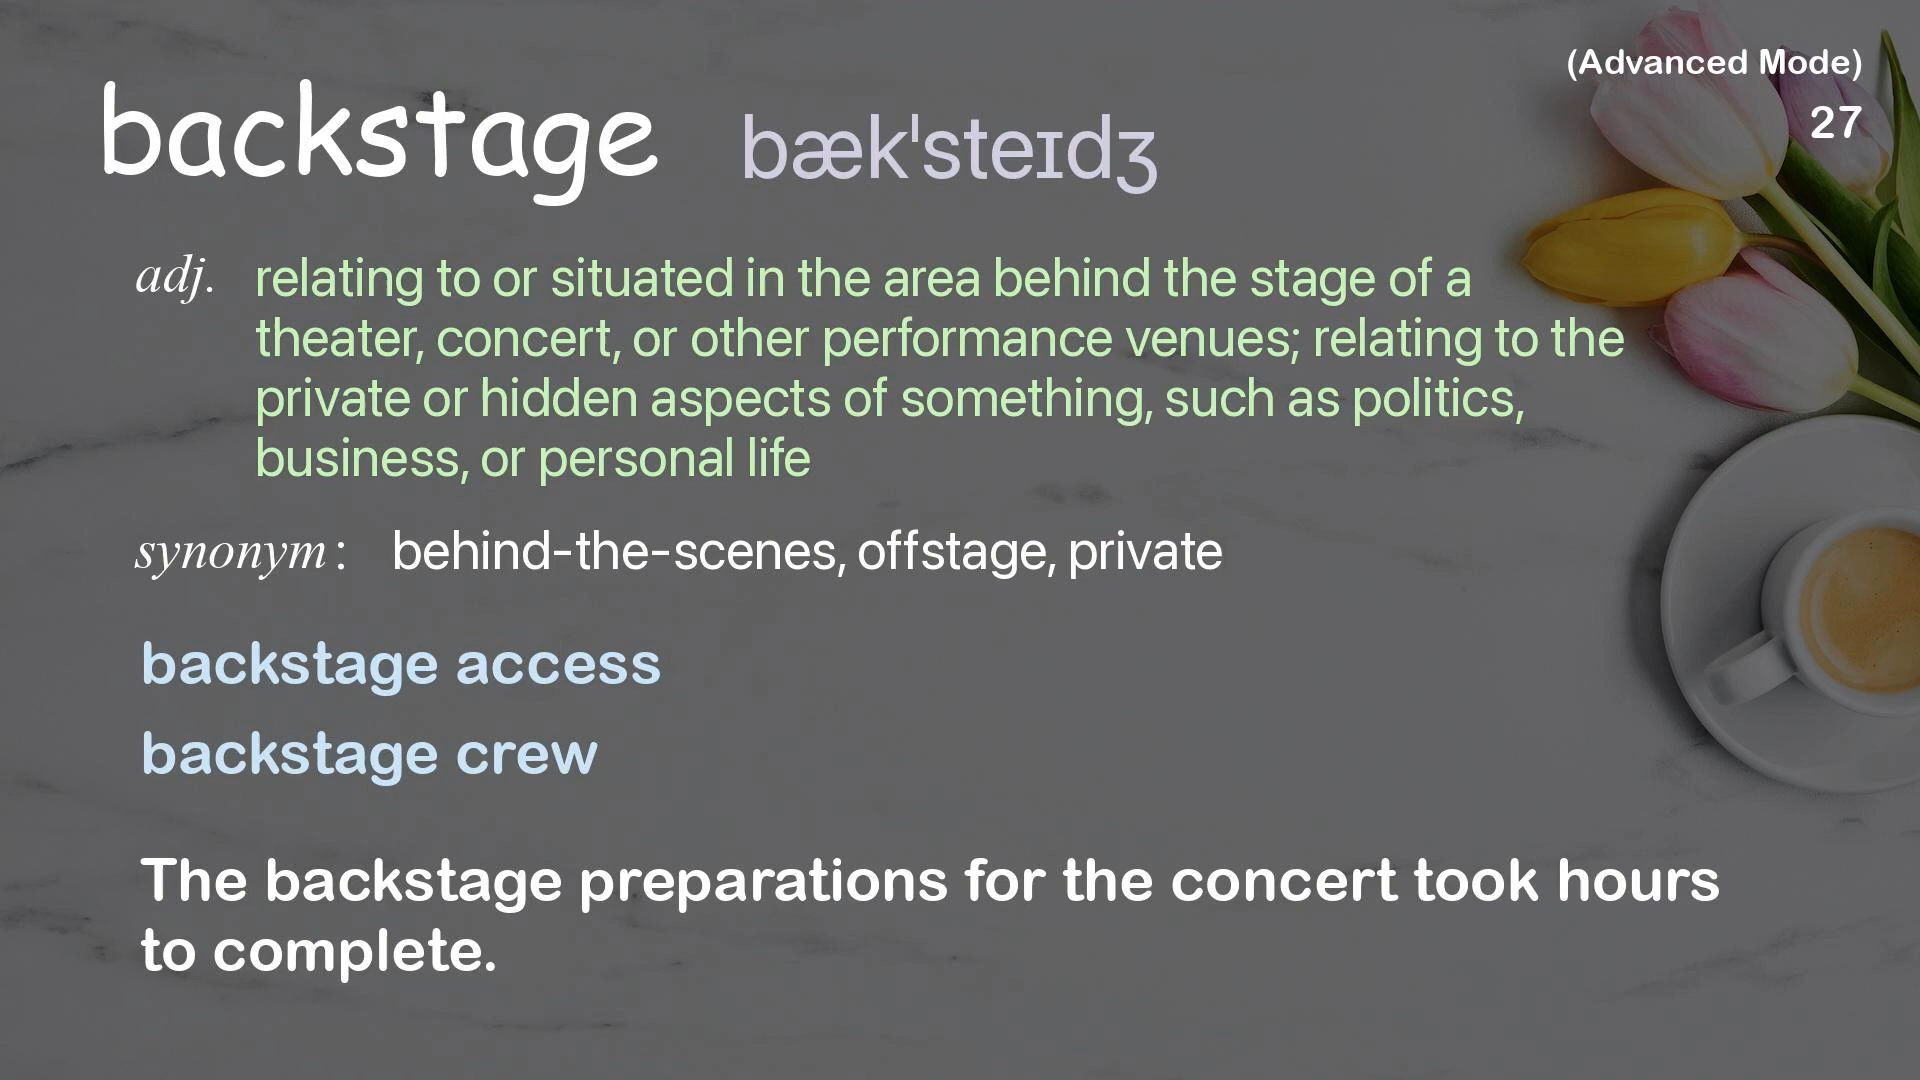 (Advanced Mode)
27
backstage bækˈsteɪdʒ
adj. relating to or situated in the area behind the stage of a
theater, concert, or other performance venues; relating to the
private or hidden aspects of something, such as politics,
business, or personal life
synonym : behind-the-scenes, offstage, private
backstage access
backstage crew
The backstage preparations for the concert took hours
to complete.